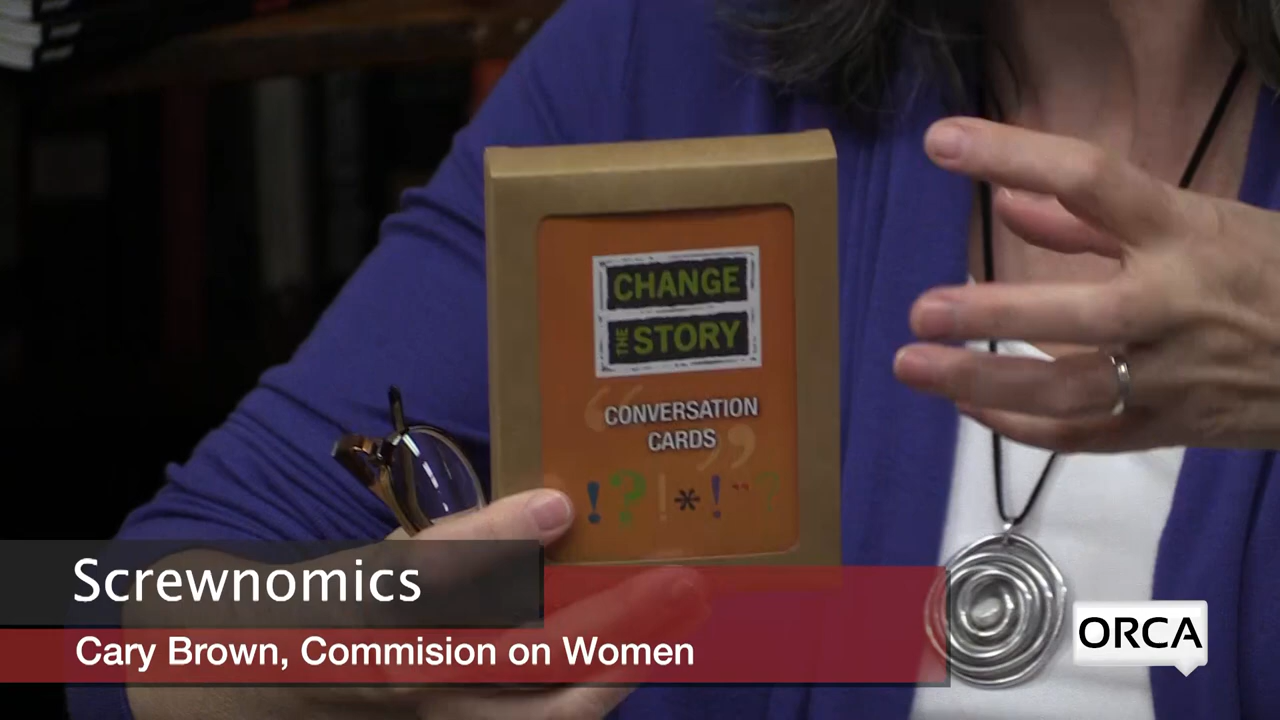 CHANGE
THE STORY
“CONVERSATION
CARDS”
!?!*!"?
Screwnomics
Cary Brown, Commision on Women
ORCA